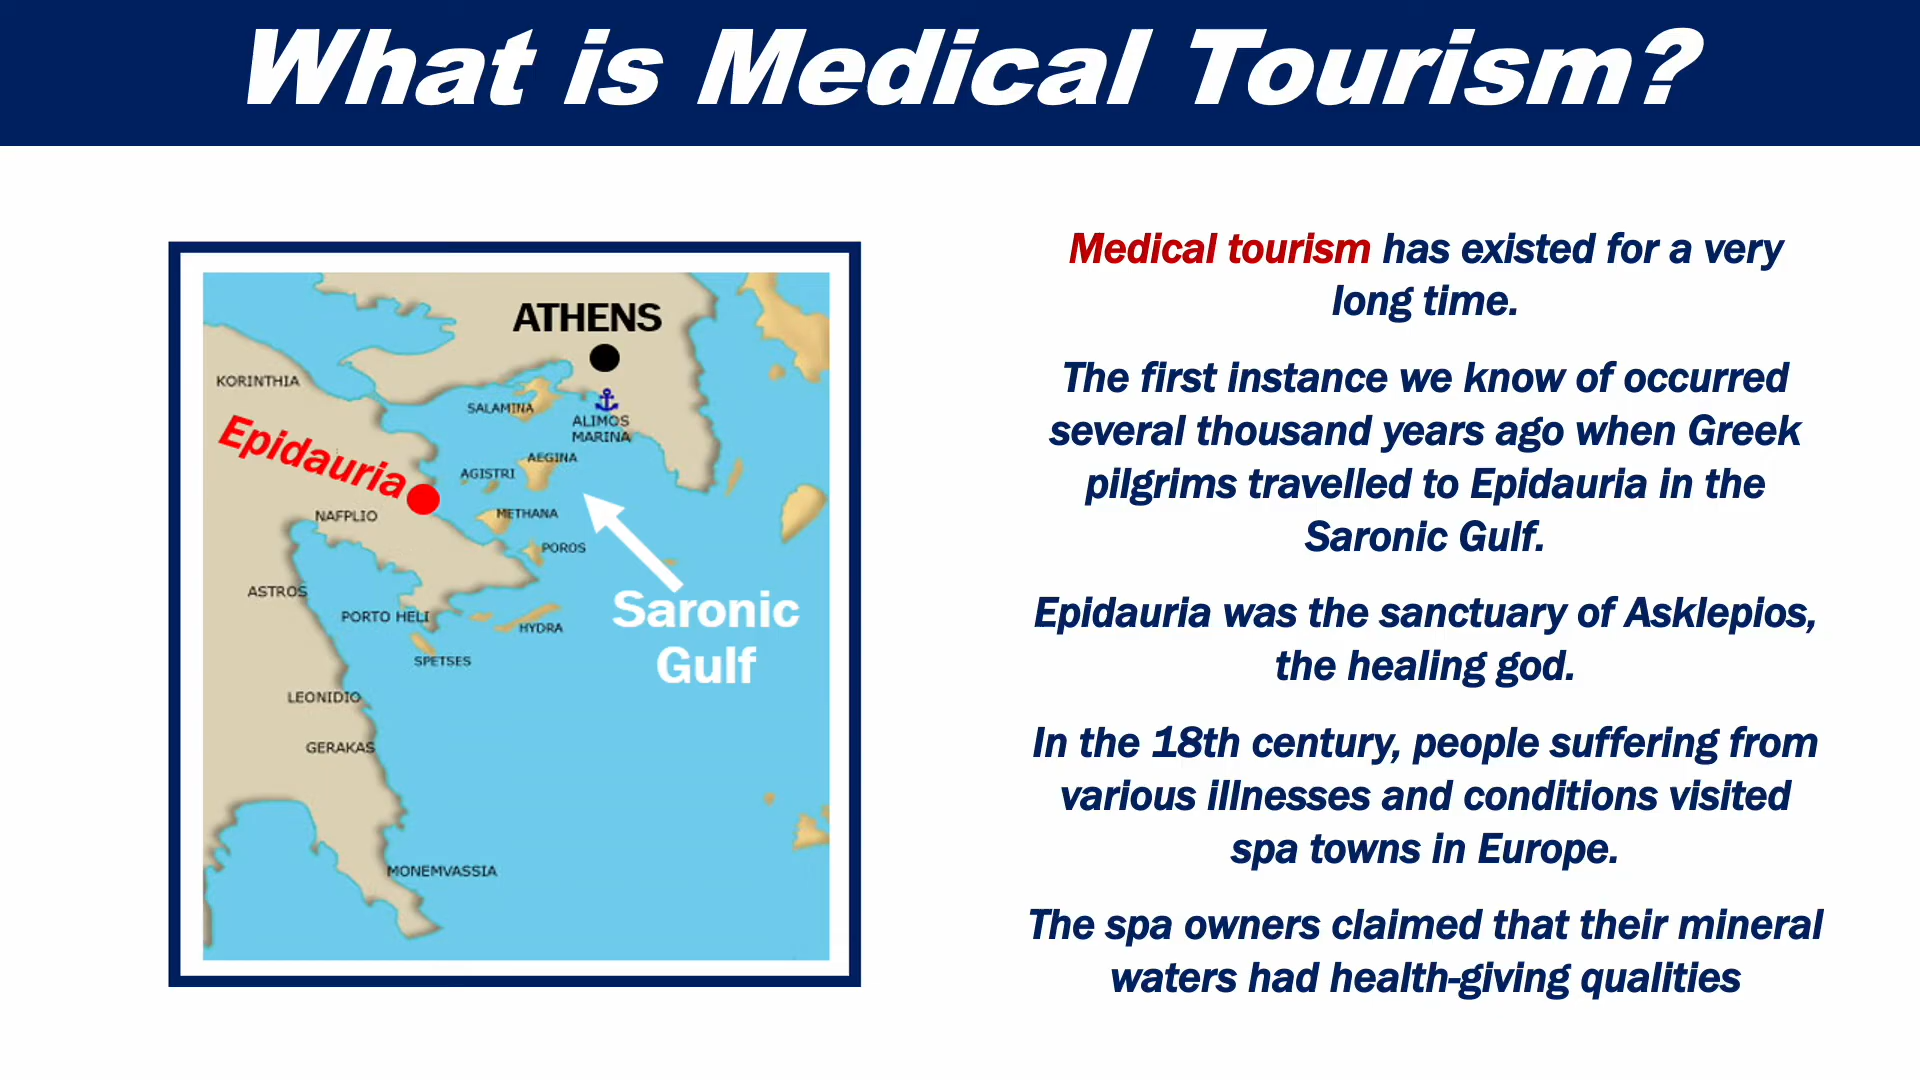 What is Medical Tourism?
ATHENS
KORINTHIA
SALAMINA
ALIMOS
MARINA
Epidauria
AEGINA
AGISTRI
NAFPLIO
METHANA
POROS
ASTROS
PORTO HELI
HYDRA
Saronic
Gulf
SPETSES
LEONIDIO
GERAKAS
MONEMVASSIA
Medical tourism has existed for a very
long time.
The first instance we know of occurred
several thousand years ago when Greek
pilgrims travelled to Epidauria in the
Saronic Gulf.
Epidauria was the sanctuary of Asklepios,
the healing god.
In the 18th century, people suffering from
various illnesses and conditions visited
spa towns in Europe.
The spa owners claimed that their mineral
waters had health-giving qualities